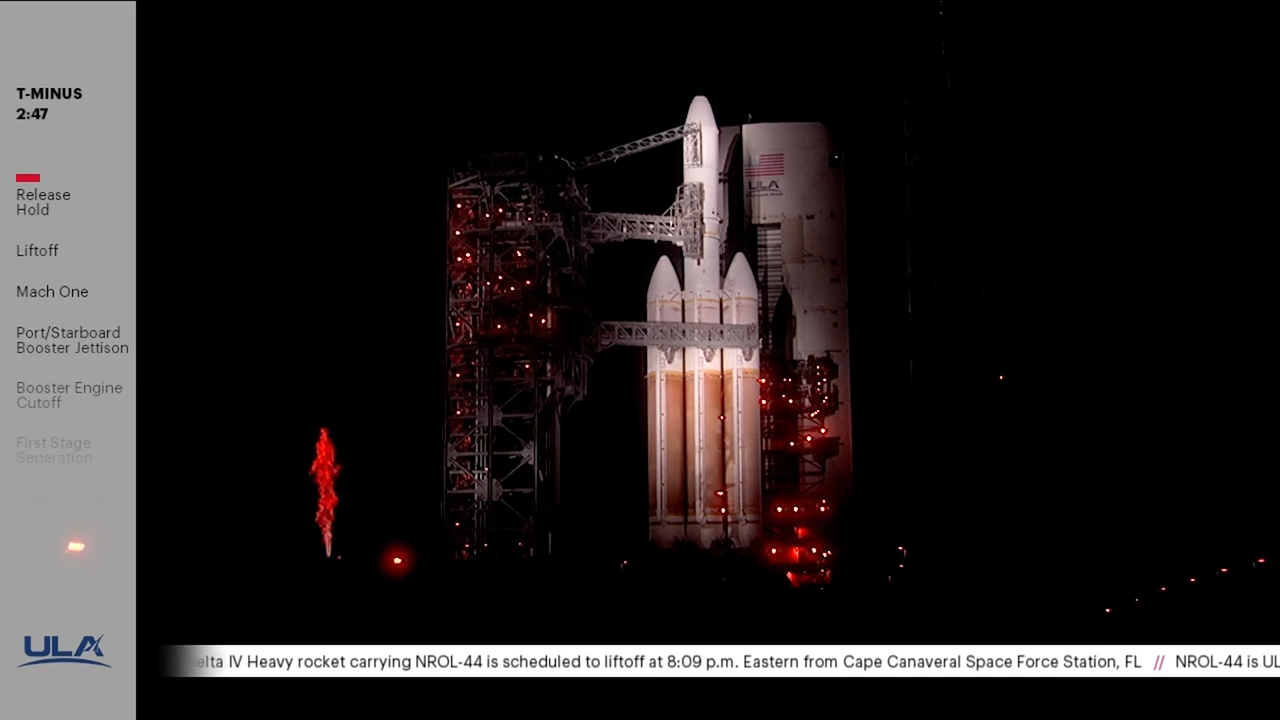 T-MINUS
2:47
Release
Hold
Liftoff
Mach One
Port/Starboard
Booster Jettison
Booster Engine
Cutoff
First Stage
Separation
ULA
ULA
elta IV Heavy rocket carrying NROL-44 is scheduled to liftoff at 8:09 p.m. Eastern from Cape Canaveral Space Force Station, FL // NROL-44 is UL